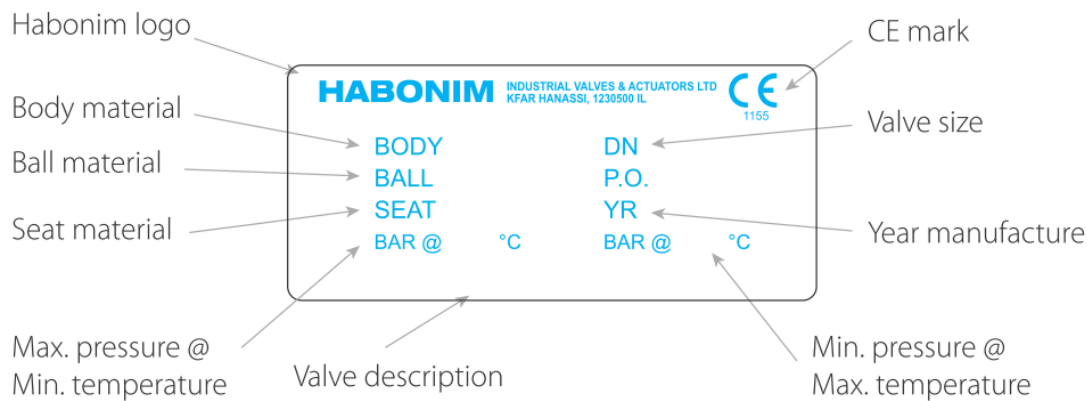 Habonim logo
CE mark
HABONIM INDUSTRIAL VALVES & ACTUATORS LTD
KFAR HANASSI, 1230500 IL
CE
1155
Body material
Valve size
BODY DN
Ball material
BALL P.O.
Seat material
SEAT YR
Year manufacture
BAR @ °C BAR @ °C
Max. pressure @
Min. temperature
Valve description
Min. pressure @
Max. temperature